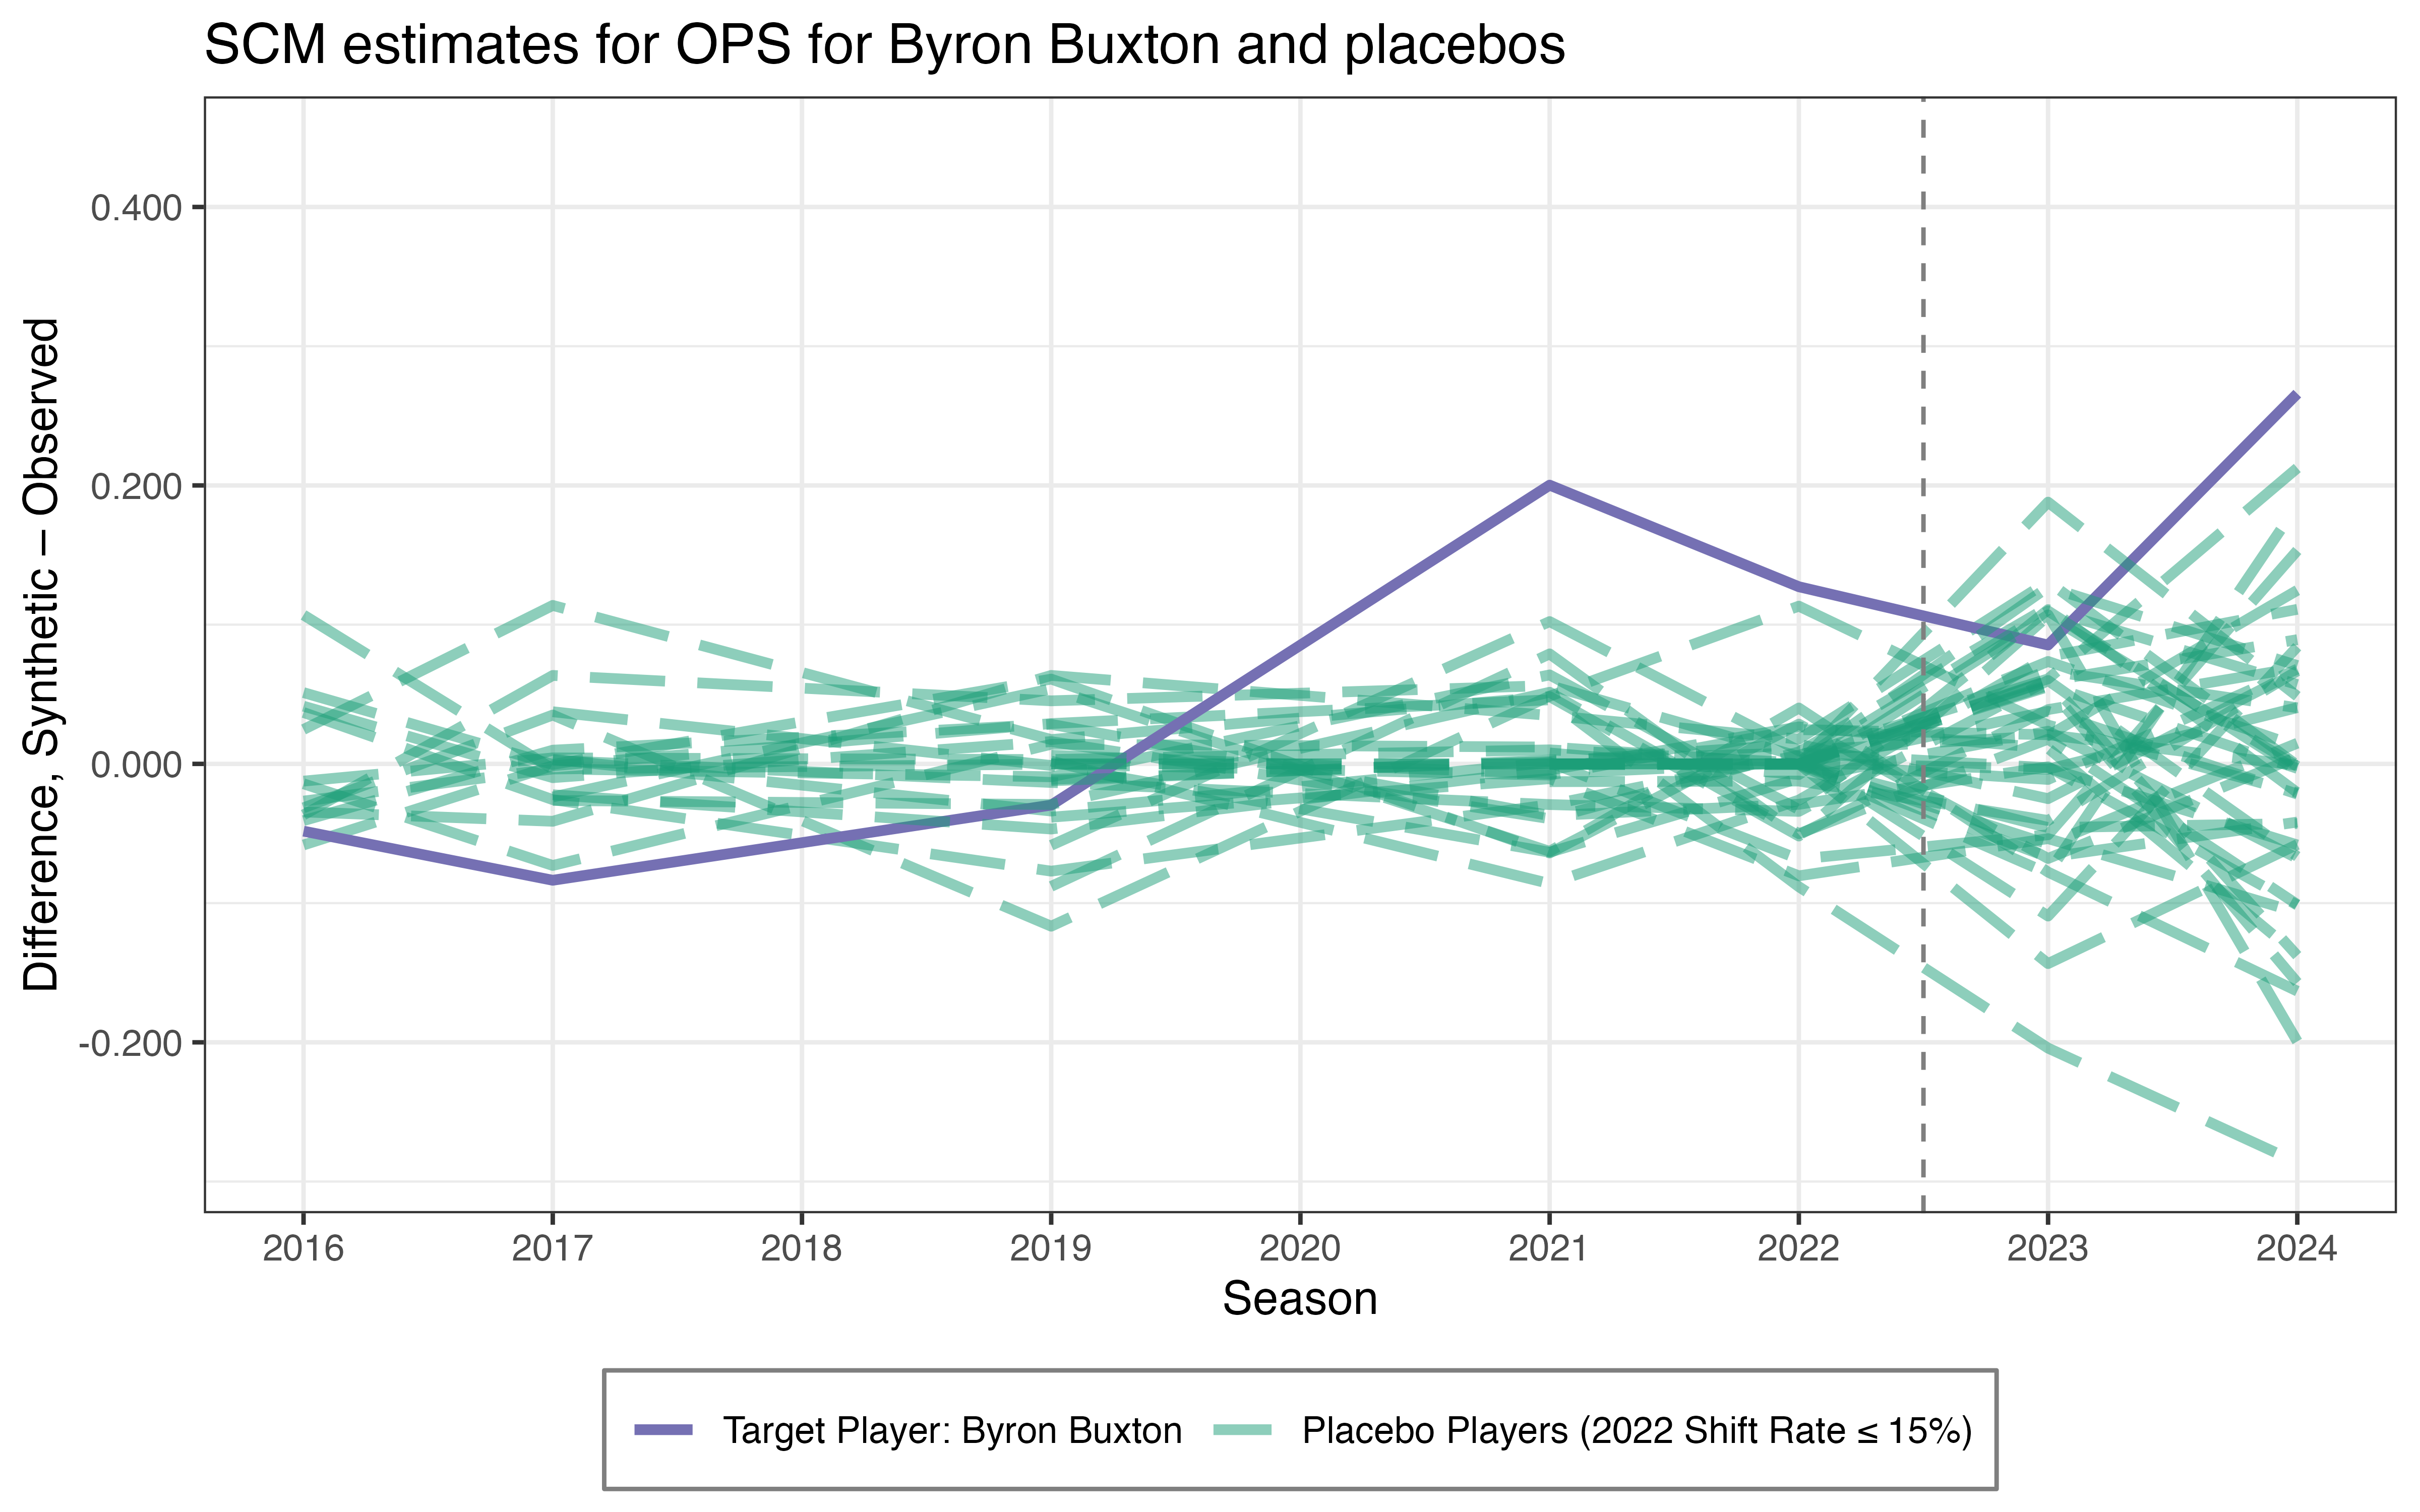 SCM estimates for OPS for Byron Buxton and placebos
Difference, Synthetic – Observed
0.400
0.200
0.000
-0.200
2016 2017 2018 2019 2020 2021 2022 2023 2024
Season
Target Player: Byron Buxton Placebo Players (2022 Shift Rate ≤ 15%)